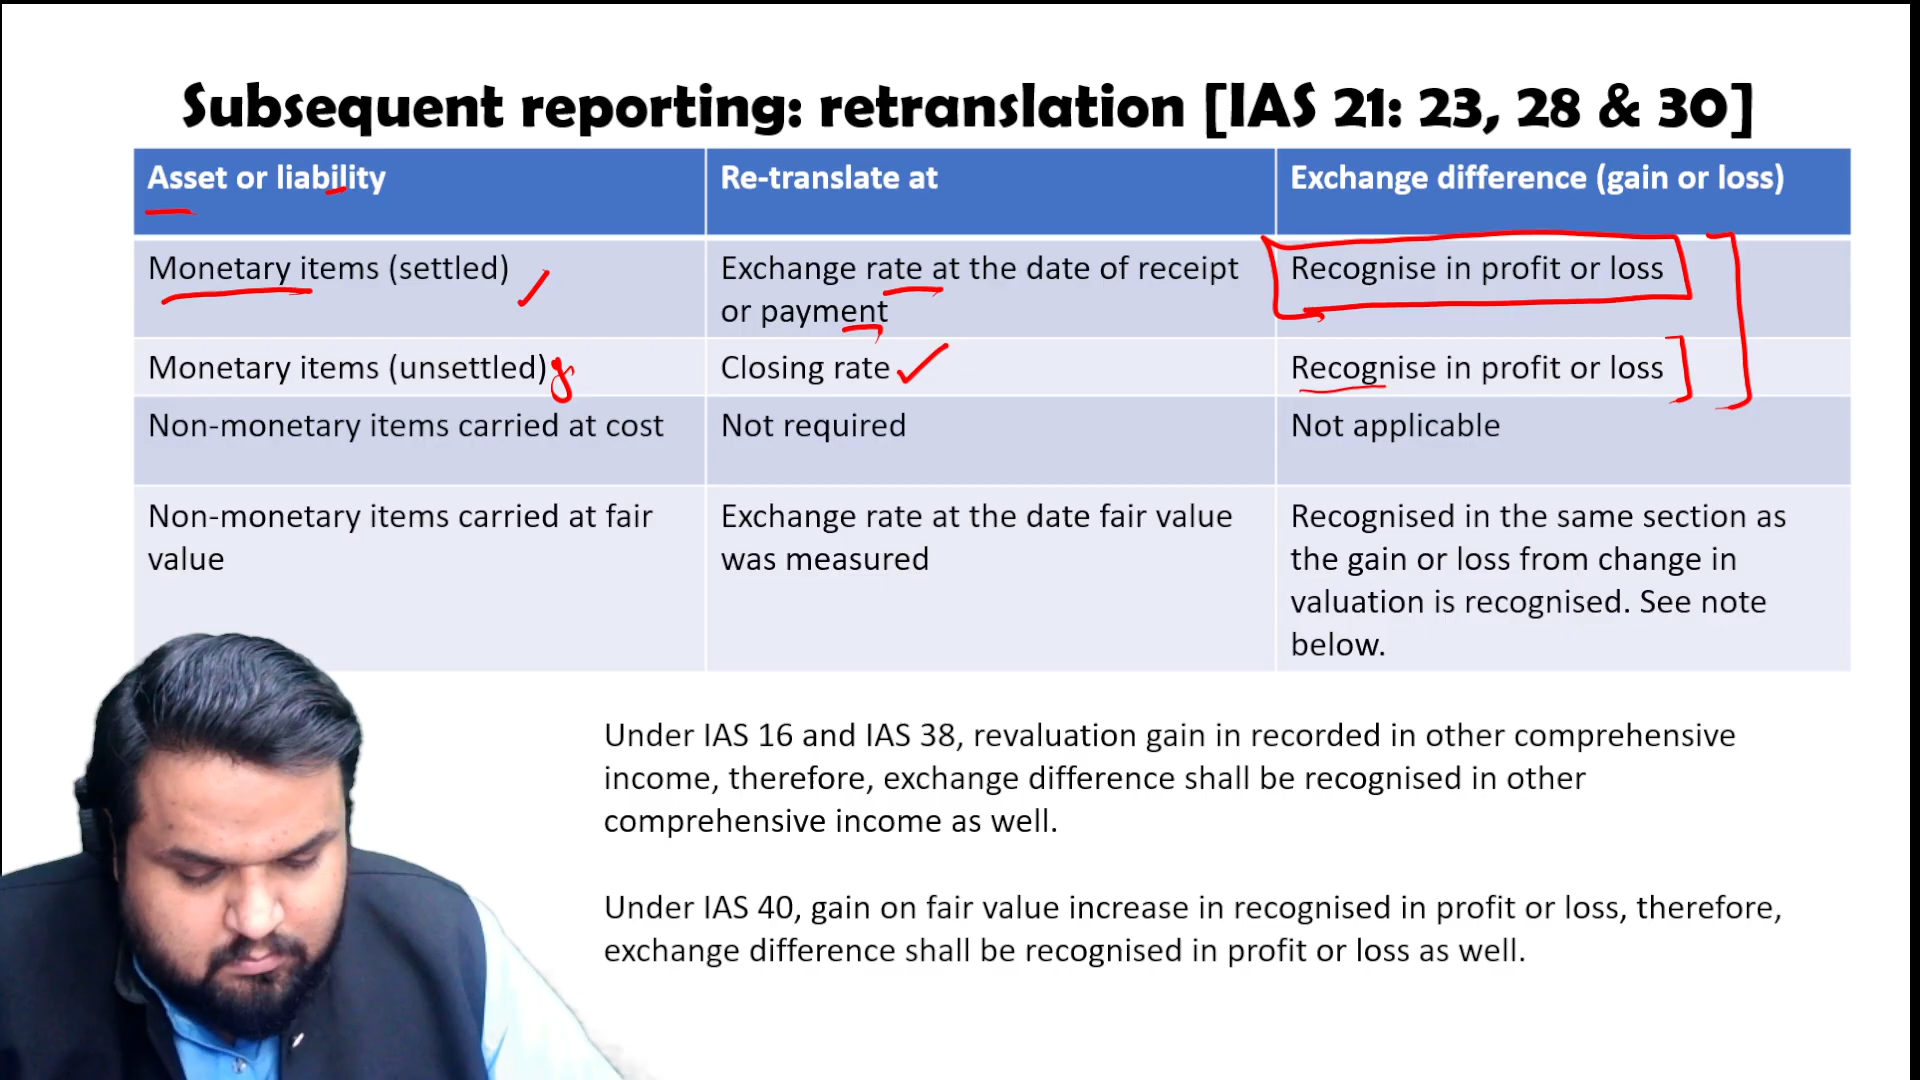 Subsequent reporting: retranslation [IAS 21: 23, 28 & 30]
Asset or liability
Re-translate at
Exchange difference (gain or loss)
Monetary items (settled)
Exchange rate at the date of receipt
or payment
Recognise in profit or loss
Monetary items (unsettled)
Closing rate
Recognise in profit or loss
Non-monetary items carried at cost
Not required
Not applicable
Non-monetary items carried at fair
value
Exchange rate at the date fair value
was measured
Recognised in the same section as
the gain or loss from change in
valuation is recognised. See note
below.
Under IAS 16 and IAS 38, revaluation gain in recorded in other comprehensive
income, therefore, exchange difference shall be recognised in other
comprehensive income as well.
Under IAS 40, gain on fair value increase in recognised in profit or loss, therefore,
exchange difference shall be recognised in profit or loss as well.